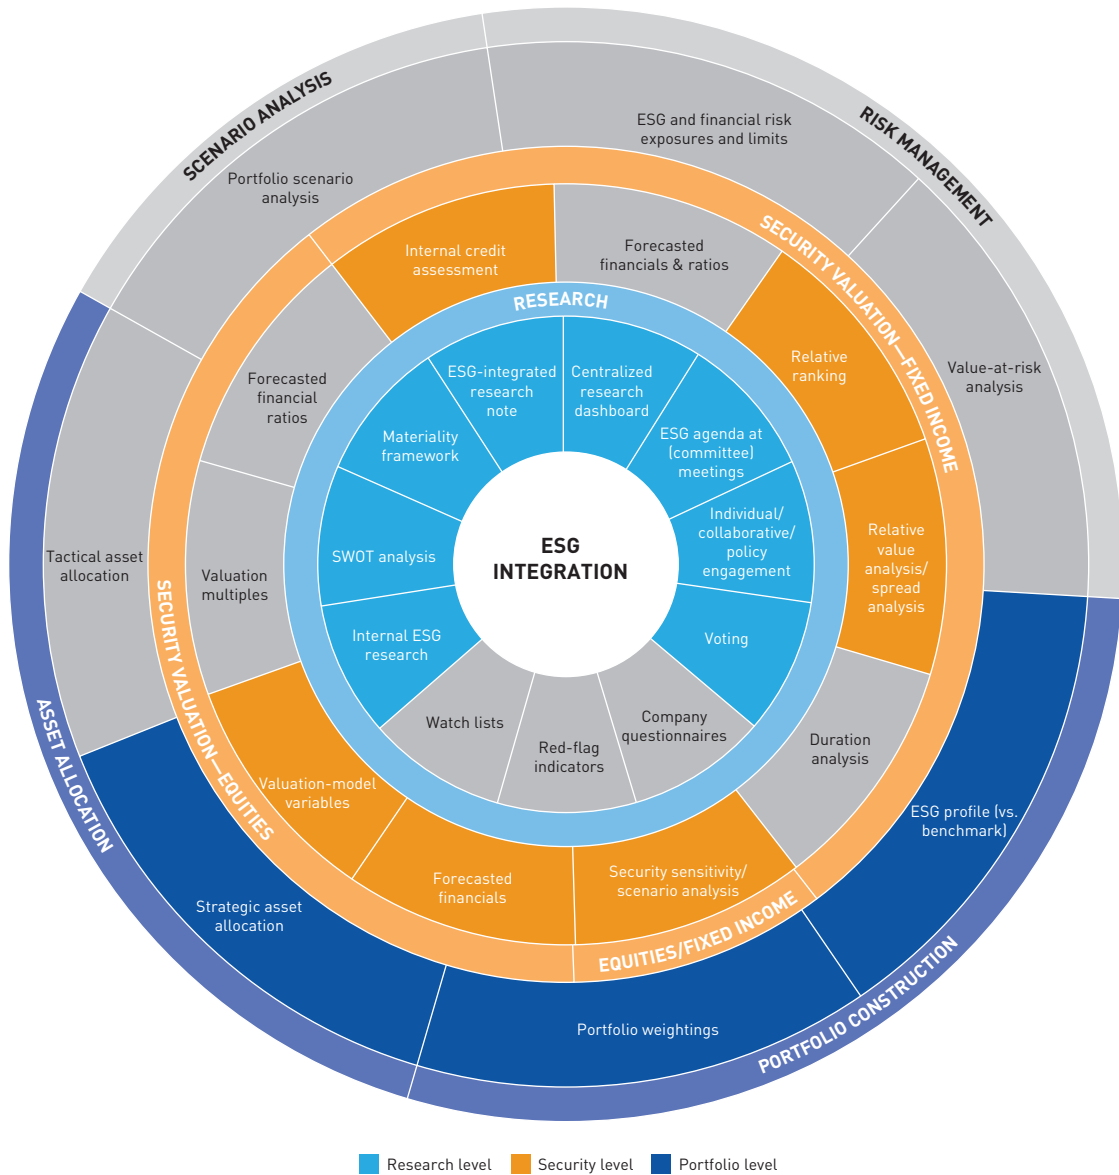 SCENARIO ANALYSIS
RISK MANAGEMENT
ESG and financial risk
exposures and limits
Portfolio scenario
analysis
SECURITY VALUATION—FIXED INCOME
Internal credit
assessment
Forecasted
financials & ratios
RESEARCH
Relative
ranking
Value-at-risk
analysis
Forecasted
financial
ratios
ESG-integrated
research
note
Centralized
research
dashboard
Materiality
framework
ESG agenda at
(committee)
meetings
Individual/
collaborative/
policy
engagement
Relative
value
analysis/
spread
analysis
ESG
INTEGRATION
Tactical asset
allocation
Valuation
multiples
SWOT analysis
Internal ESG
research
Voting
Watch lists
Red-flag
indicators
Company
questionnaires
Duration
analysis
SECURITY VALUATION—EQUITIES
ASSET ALLOCATION
Valuation-model
variables
ESG profile (vs.
benchmark)
Forecasted
financials
Security sensitivity/
scenario analysis
Strategic asset
allocation
EQUITIES/FIXED INCOME
PORTFOLIO CONSTRUCTION
Portfolio weightings
Research level
Security level
Portfolio level